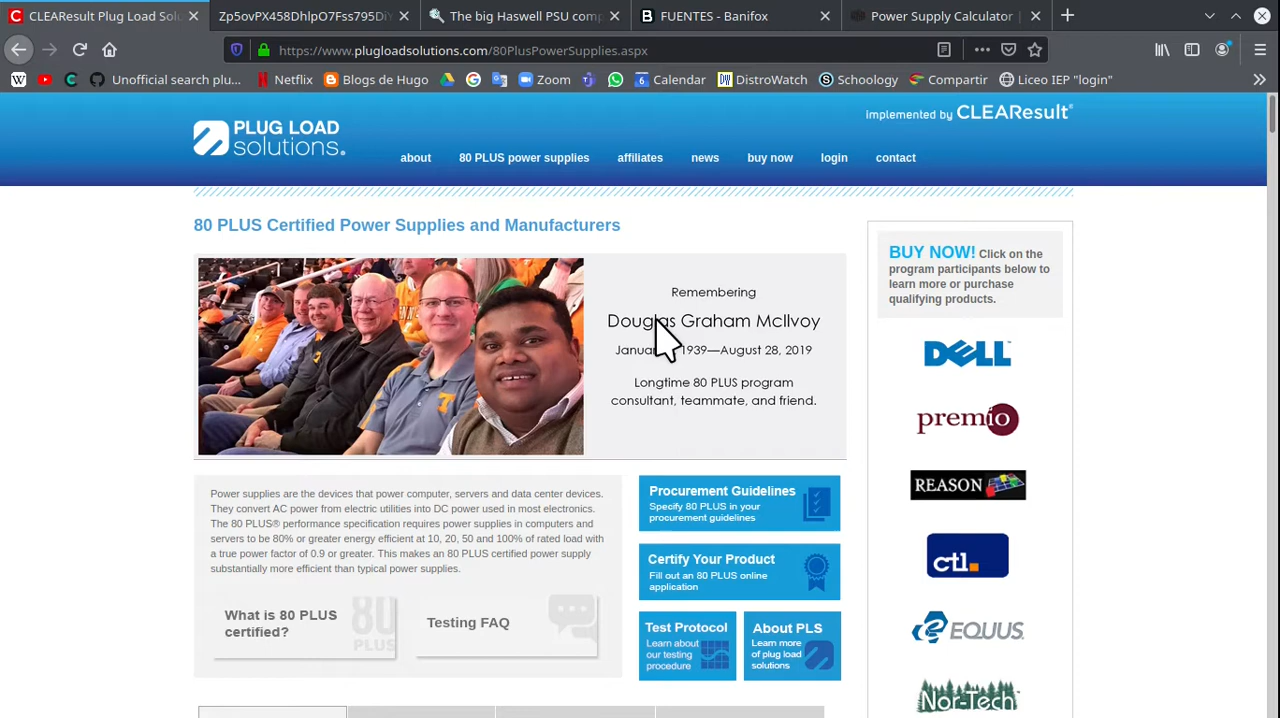 CLEAResult Plug Load Solu
Zp5ovPX458DhlpO7Fss795DiY
The big Haswell PSU comp
FUENTES - Banifox
Power Supply Calculator |
https://www.plugloadsolutions.com/80PlusPowerSupplies.aspx
Unofficial search plu...
Netflix
Blogs de Hugo
Zoom
Calendar
DistroWatch
Schoology
Compartir
Liceo IEP "login"
Implemented by CLEAResult®
PLUG LOAD
solutions.
about
80 PLUS power supplies
affiliates
news
buy now
login
contact
80 PLUS Certified Power Supplies and Manufacturers
Remembering
Douglas Graham McIlvoy
1939—August 28, 2019
Longtime 80 PLUS program
consultant, teammate, and friend.
Power supplies are the devices that power computer, servers and data center devices.
They convert AC power from electric utilities into DC power used in most electronics.
The 80 PLUS® performance specification requires power supplies in computers and
servers to be 80% or greater energy efficient at 10, 20, 50 and 100% of rated load with
a true power factor of 0.9 or greater. This makes an 80 PLUS certified power supply
substantially more efficient than typical power supplies.
What is 80 PLUS
certified?
80
PLUS
Testing FAQ
Procurement Guidelines
Specify 80 PLUS in your
procurement guidelines
Certify Your Product
Fill out an 80 PLUS online
application
Test Protocol
Learn about
our testing
procedure
About PLS
Learn more
of plug load
solutions
BUY NOW! Click on the
program participants below to
learn more or purchase
qualifying products.
DELL
premio
REASON
ctl.
EQUUS
Nor-Tech